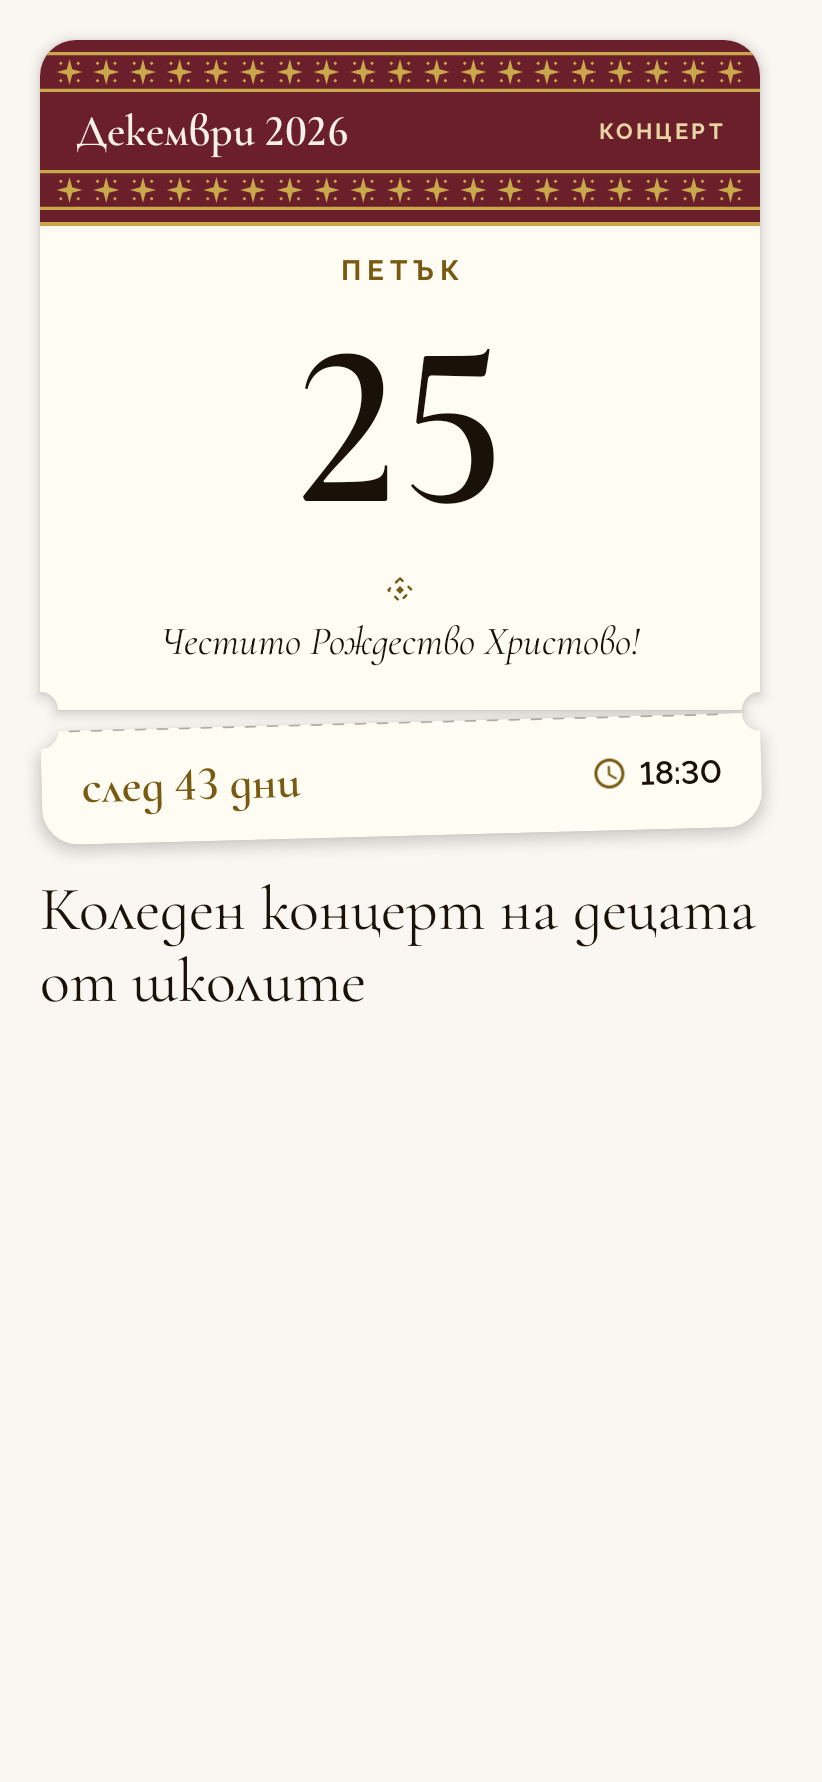 Декември 2026
КОНЦЕРТ
ПЕТЪК
25
Честито Рождество Христово!
след 43 дни
18:30
Коледен концерт на децата
от школите